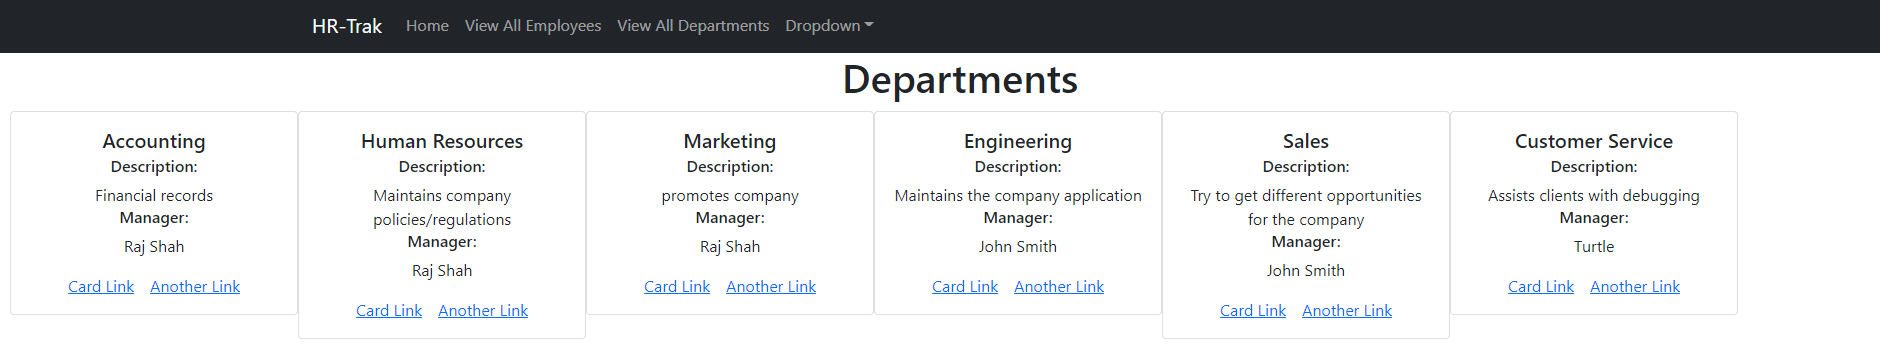 HR-Trak Home View All Employees View All Departments Dropdown
Departments
Accounting
Description:
Financial records
Manager:
Raj Shah
Card Link Another Link
Human Resources
Description:
Maintains company
policies/regulations
Manager:
Raj Shah
Card Link Another Link
Marketing
Description:
promotes company
Manager:
Raj Shah
Card Link Another Link
Engineering
Description:
Maintains the company application
Manager:
John Smith
Card Link Another Link
Sales
Description:
Try to get different opportunities
for the company
Manager:
John Smith
Card Link Another Link
Customer Service
Description:
Assists clients with debugging
Manager:
Turtle
Card Link Another Link